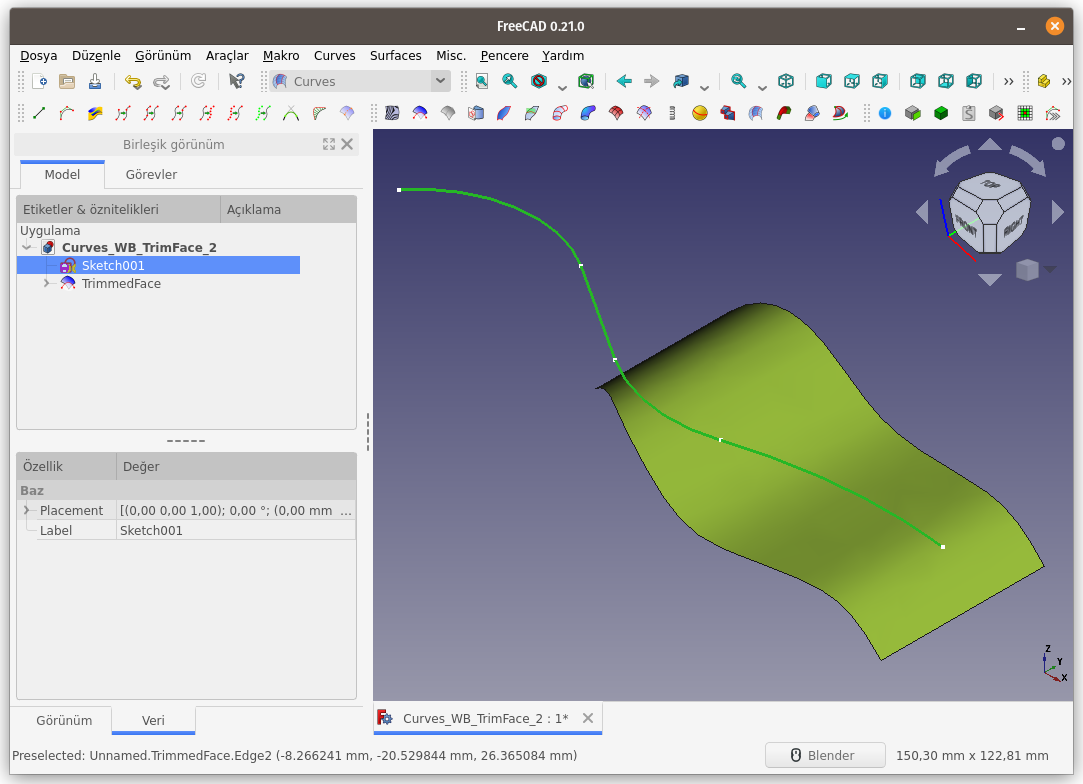 FreeCAD 0.21.0
Dosya Düzenle Görünüm Araçlar Makro Curves Surfaces Misc. Pencere Yardım
Curves
Birleşik görünüm
Model Görevler
Etiketler & öznitelikleri Açıklama
Uygulama
Curves_WB_TrimFace_2
Sketch001
TrimmedFace
TOP
FRONT RIGHT
Özellik Değer
Baz
Placement [(0,00 0,00 1,00); 0,00 °; (0,00 mm ...
Label Sketch001
Z
Y
X
Görünüm Veri
Curves_WB_TrimFace_2 : 1*
Preselected: Unnamed.TrimmedFace.Edge2 (-8.266241 mm, -20.529844 mm, 26.365084 mm) Blender 150,30 mm x 122,81 mm